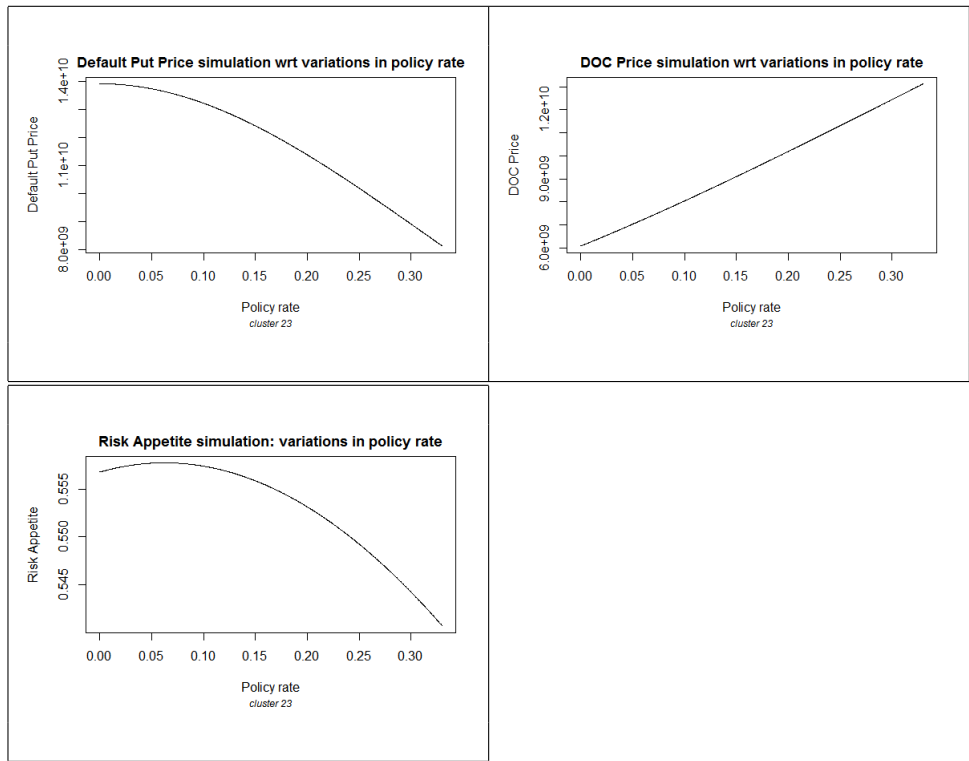 Default Put Price simulation wrt variations in policy rate
Default Put Price
1.4e+10
1.1e+10
8.0e+09
0.00 0.05 0.10 0.15 0.20 0.25 0.30
Policy rate
cluster 23
DOC Price simulation wrt variations in policy rate
DOC Price
1.2e+10
9.0e+09
6.0e+09
0.00 0.05 0.10 0.15 0.20 0.25 0.30
Policy rate
cluster 23
Risk Appetite simulation: variations in policy rate
Risk Appetite
0.555
0.550
0.545
0.00 0.05 0.10 0.15 0.20 0.25 0.30
Policy rate
cluster 23